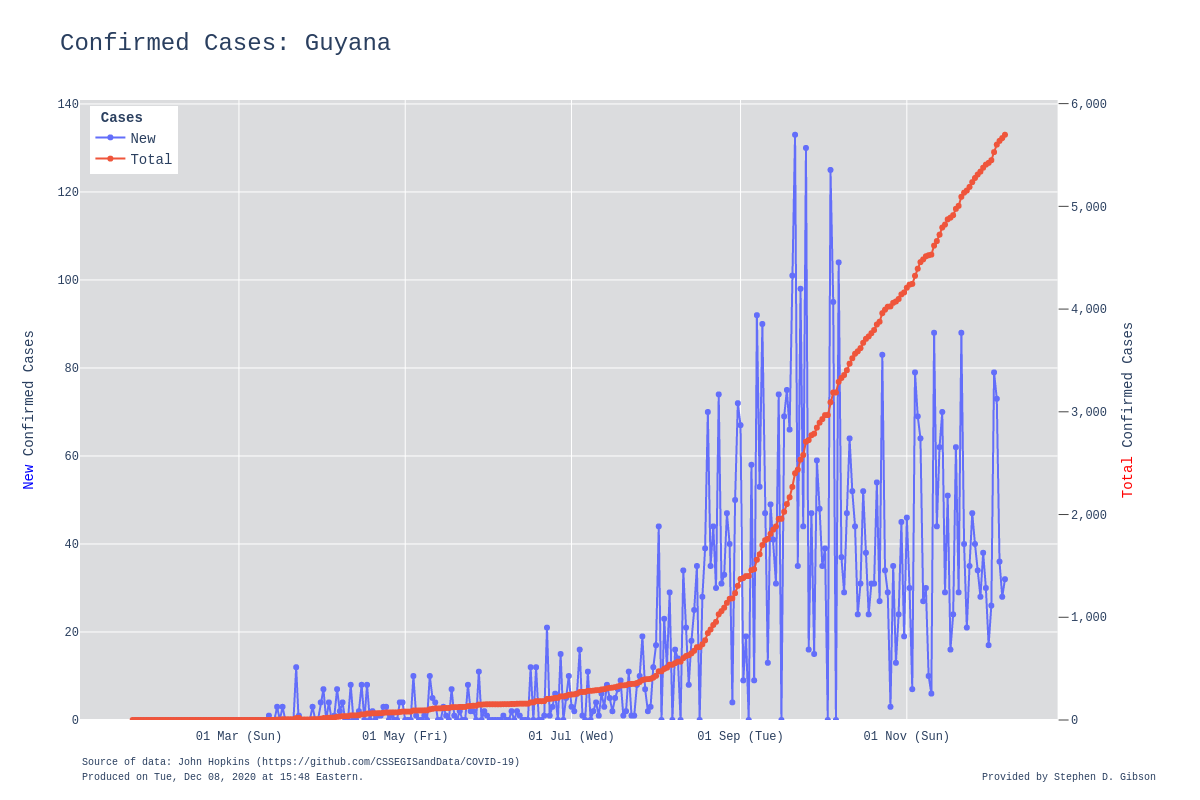 Confirmed Cases: Guyana
Cases
New
Total
140
120
100
80
60
40
20
0
6,000
5,000
4,000
3,000
2,000
1,000
0
New Confirmed Cases
Total Confirmed Cases
01 Mar (Sun)
01 May (Fri)
01 Jul (Wed)
01 Sep (Tue)
01 Nov (Sun)
Source of data: John Hopkins (https://github.com/CSSEGISandData/COVID-19)
Produced on Tue, Dec 08, 2020 at 15:48 Eastern.
Provided by Stephen D. Gibson